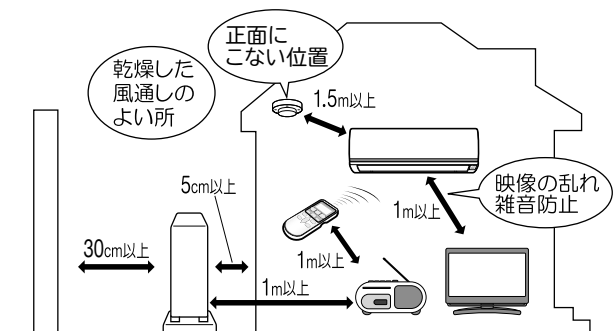 正面に
こない位置
乾燥した
風通しの
よい所
1.5m以上
5cm以上
映像の乱れ
雑音防止
1m以上
30cm以上
1m以上
1m以上